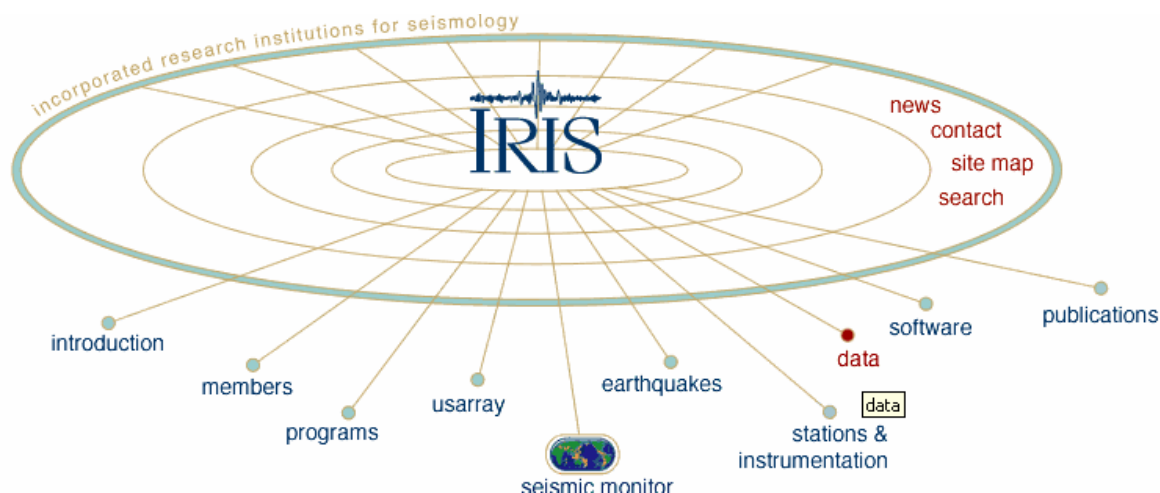 incorporated research institutions for seismology
IRIS
news
contact
site map
search
introduction
members
programs
usarray
seismic monitor
earthquakes
stations &
instrumentation
data
data
software
publications